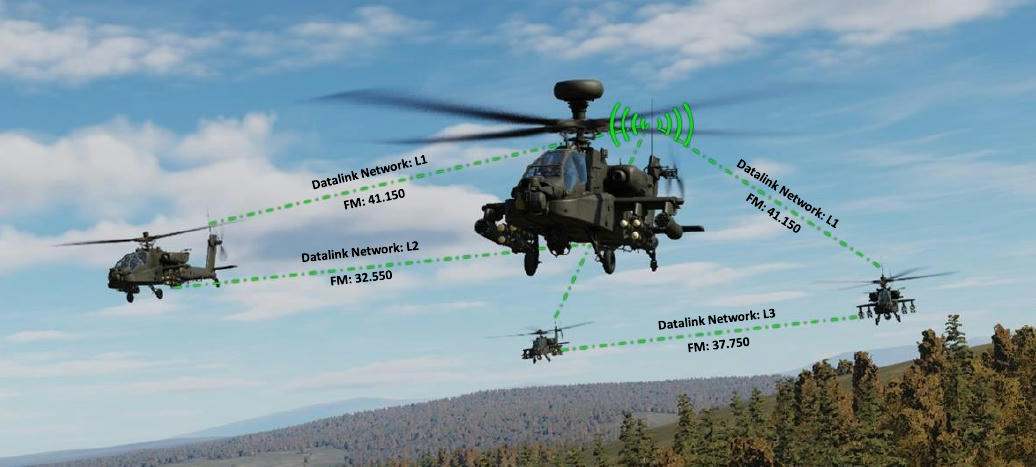 Datalink Network: L1
FM: 41.150
Datalink Network: L1
FM: 41.150
Datalink Network: L2
FM: 32.550
Datalink Network: L3
FM: 37.750